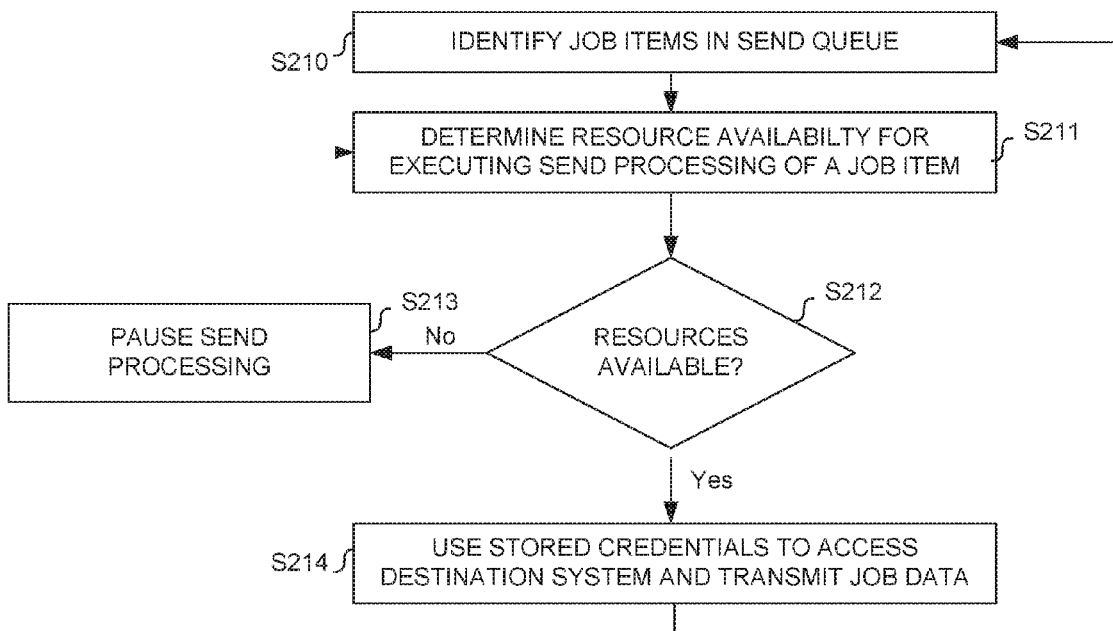 IDENTIFY JOB ITEMS IN SEND QUEUE
S210
DETERMINE RESOURCE AVAILABILTY FOR
EXECUTING SEND PROCESSING OF A JOB ITEM
S211
S212
RESOURCES
AVAILABLE?
S213
No
PAUSE SEND
PROCESSING
Yes
USE STORED CREDENTIALS TO ACCESS
DESTINATION SYSTEM AND TRANSMIT JOB DATA
S214